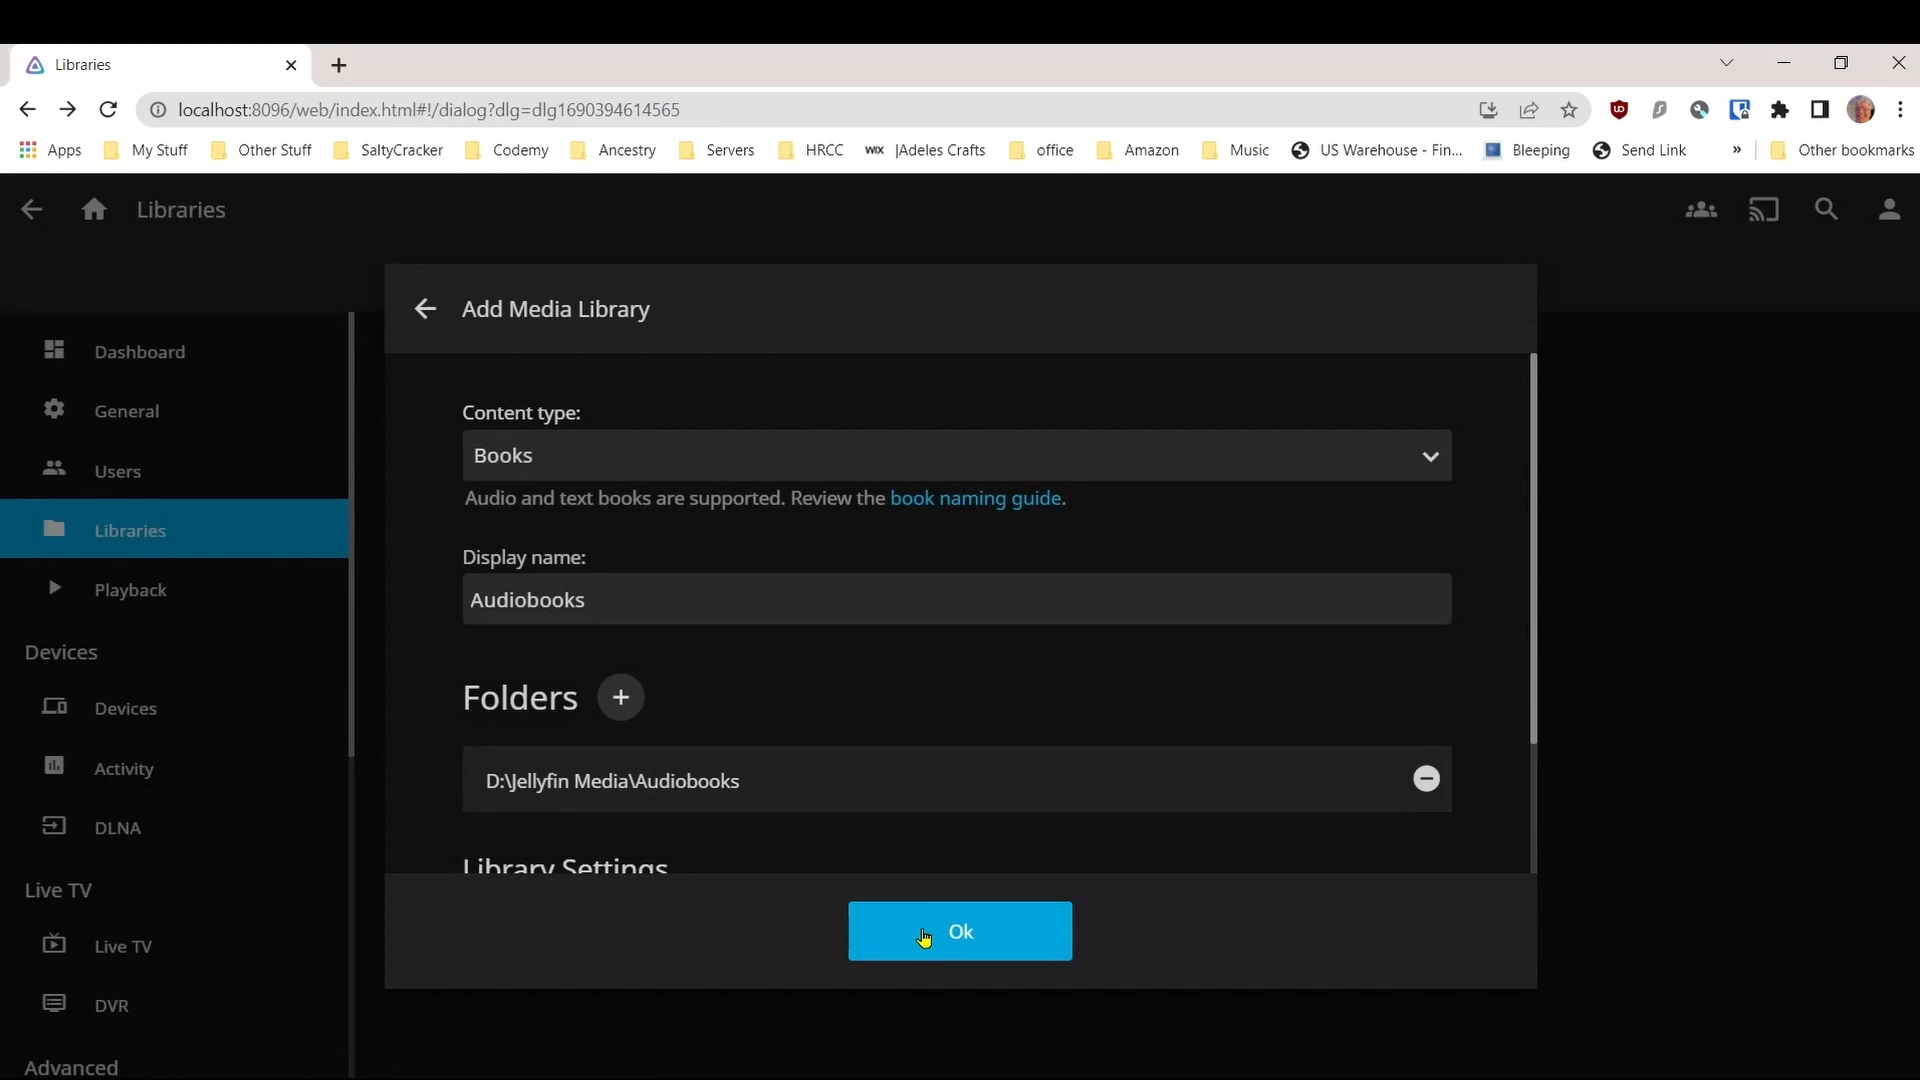 Libraries
localhost:8096/web/index.html#!/dialog?dlg=dlg1690394614565
Apps My Stuff Other Stuff SaltyCracker Codemy Ancestry Servers HRCC WIX |Adeles Crafts office Amazon Music US Warehouse - Fin... Bleeping Send Link » Other bookmarks
Libraries
Add Media Library
Dashboard
General
Users
Libraries
Playback
Devices
Devices
Activity
DLNA
Live TV
Live TV
DVR
Advanced
Content type:
Books
Audio and text books are supported. Review the book naming guide.
Display name:
Audiobooks
Folders +
D:\Jellyfin Media\Audiobooks
Library Settings
Ok